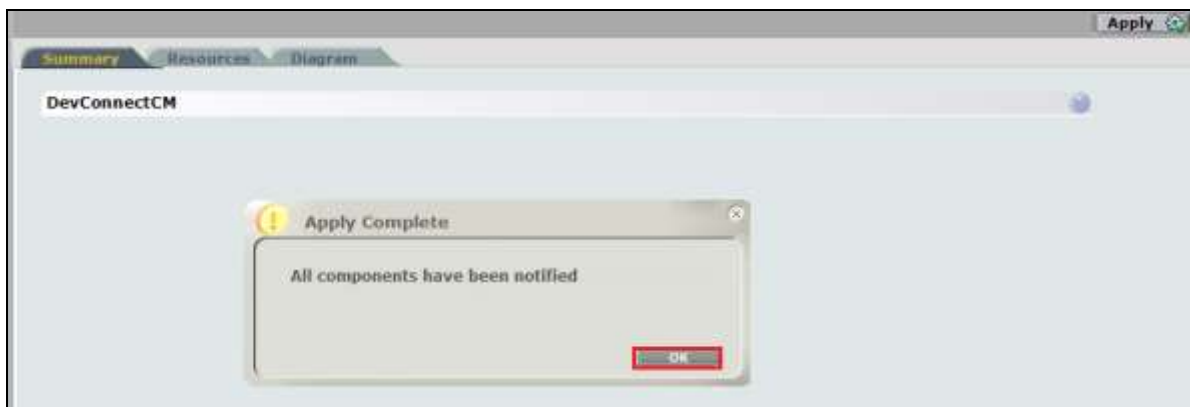 Apply
Summary Resources Diagram
DevConnectCM
Apply Complete
All components have been notified
OK